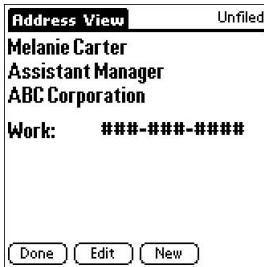 Address View Unfiled
Melanie Carter
Assistant Manager
ABC Corporation
Work: ###-###-####
Done Edit New